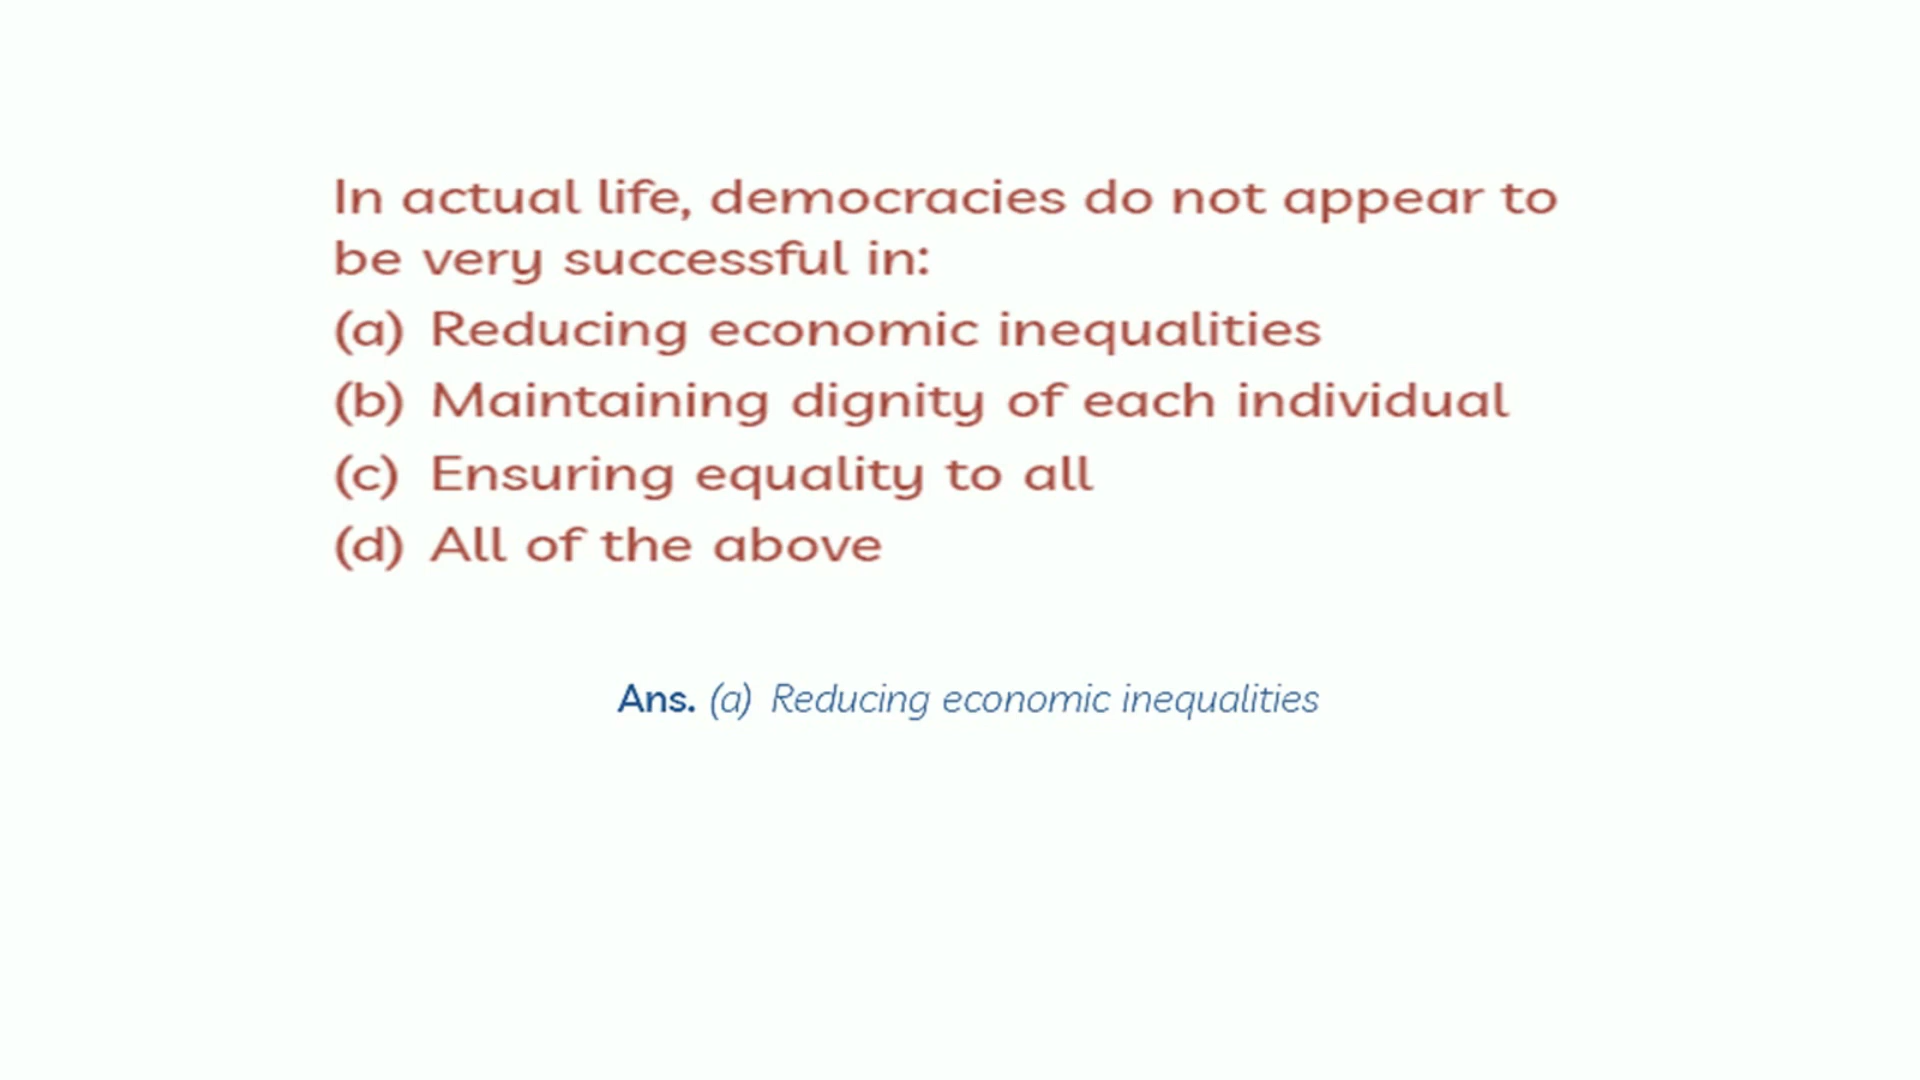 In actual life, democracies do not appear to
be very successful in:
(a) Reducing economic inequalities
(b) Maintaining dignity of each individual
(c) Ensuring equality to all
(d) All of the above
Ans. (a) Reducing economic inequalities